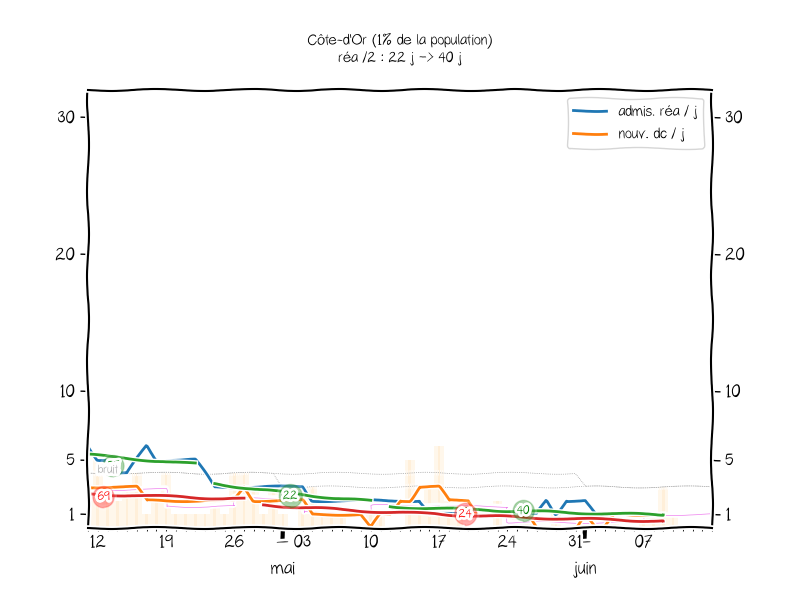 Côte-d'Or (1% de la population)
réa /2 : 22 j -> 40 j
admis. réa / j
nouv. dc / j
30
30
20
20
10
10
5
5
1
1
bruit
69
22
24
40
12 19 26 03 10 17 24 31 07
mai juin